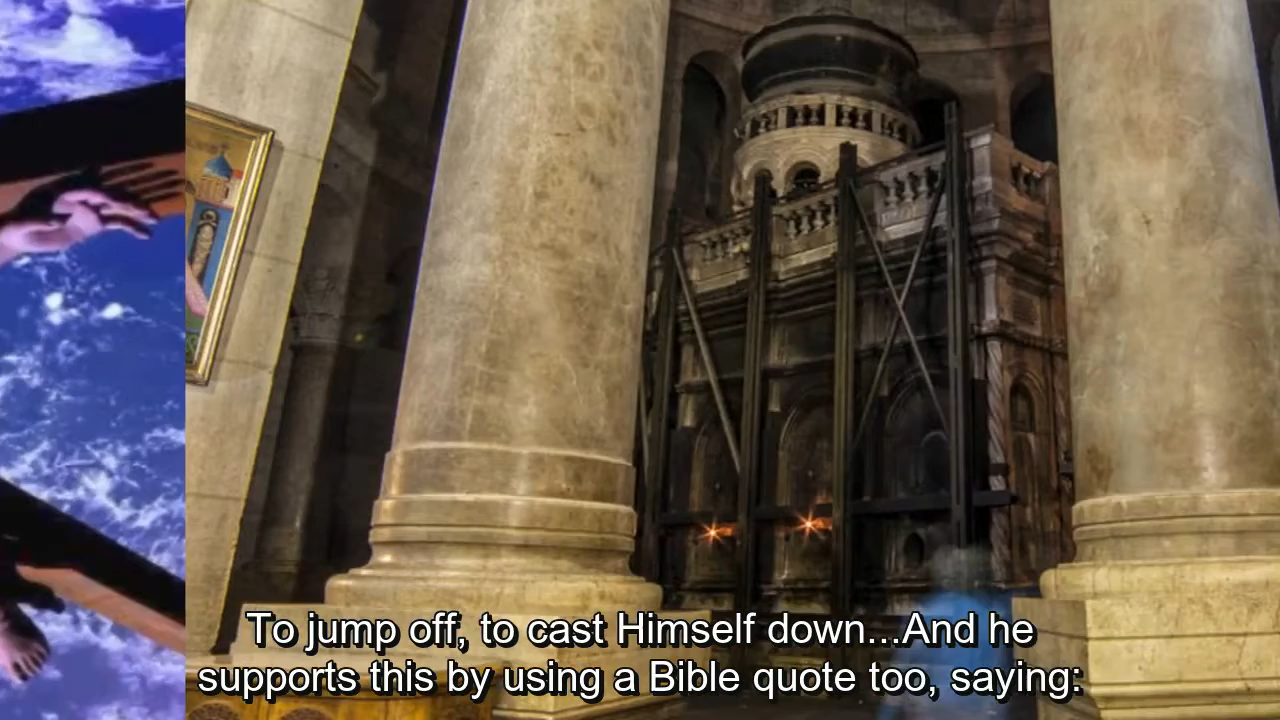 To jump off, to cast Himself down...And he
supports this by using a Bible quote too, saying: